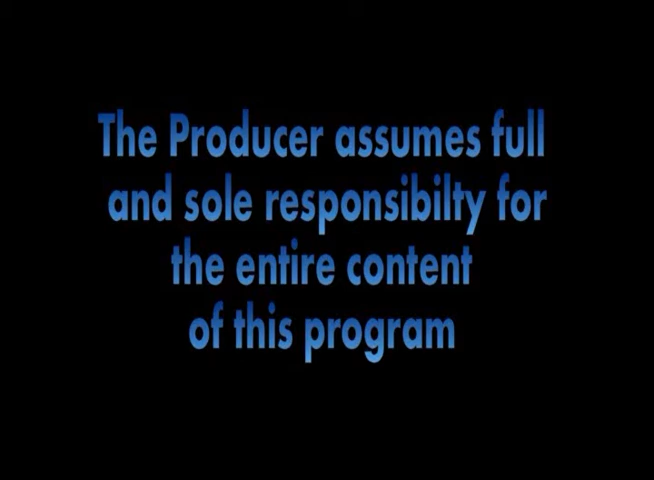 The Producer assumes full
and sole responsibilty for
the entire content
of this program